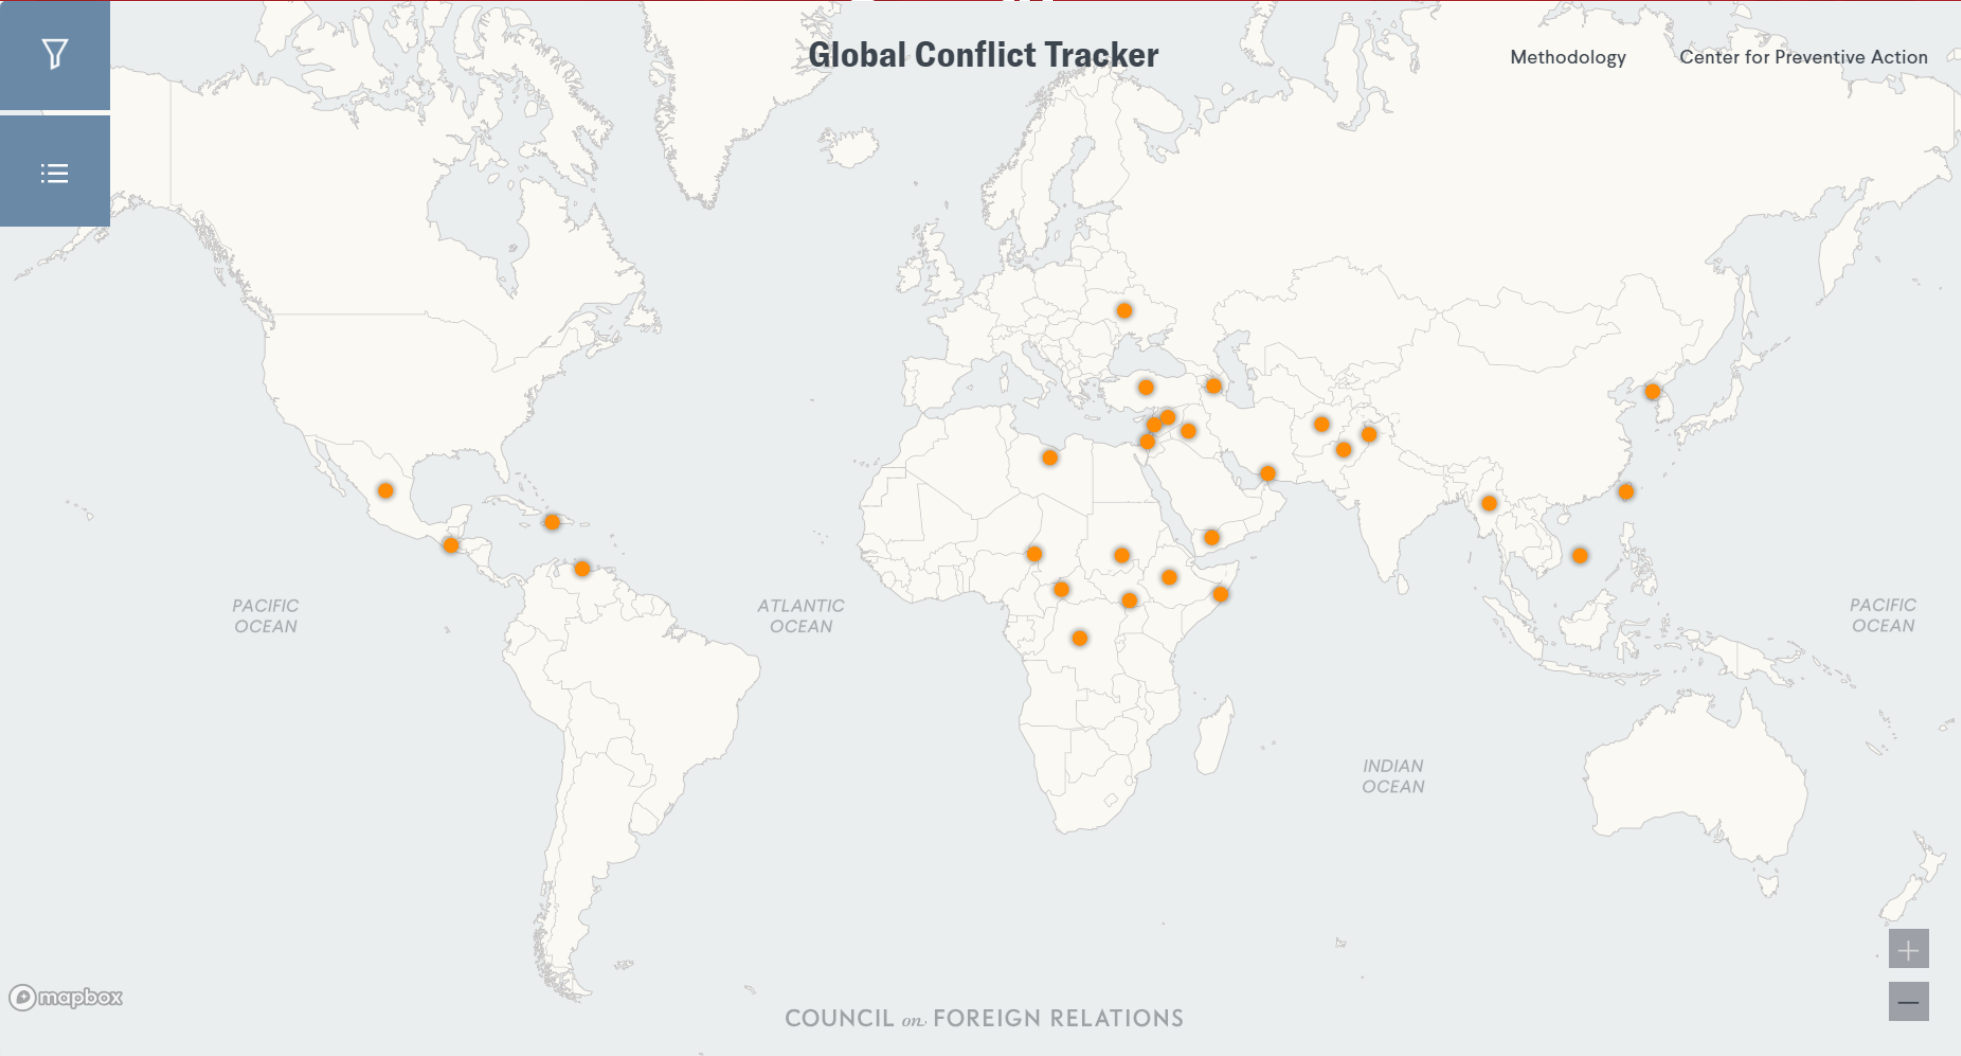 Global Conflict Tracker
Methodology
Center for Preventive Action
PACIFIC
OCEAN
ATLANTIC
OCEAN
PACIFIC
OCEAN
INDIAN
OCEAN
mapbox
COUNCIL on FOREIGN RELATIONS